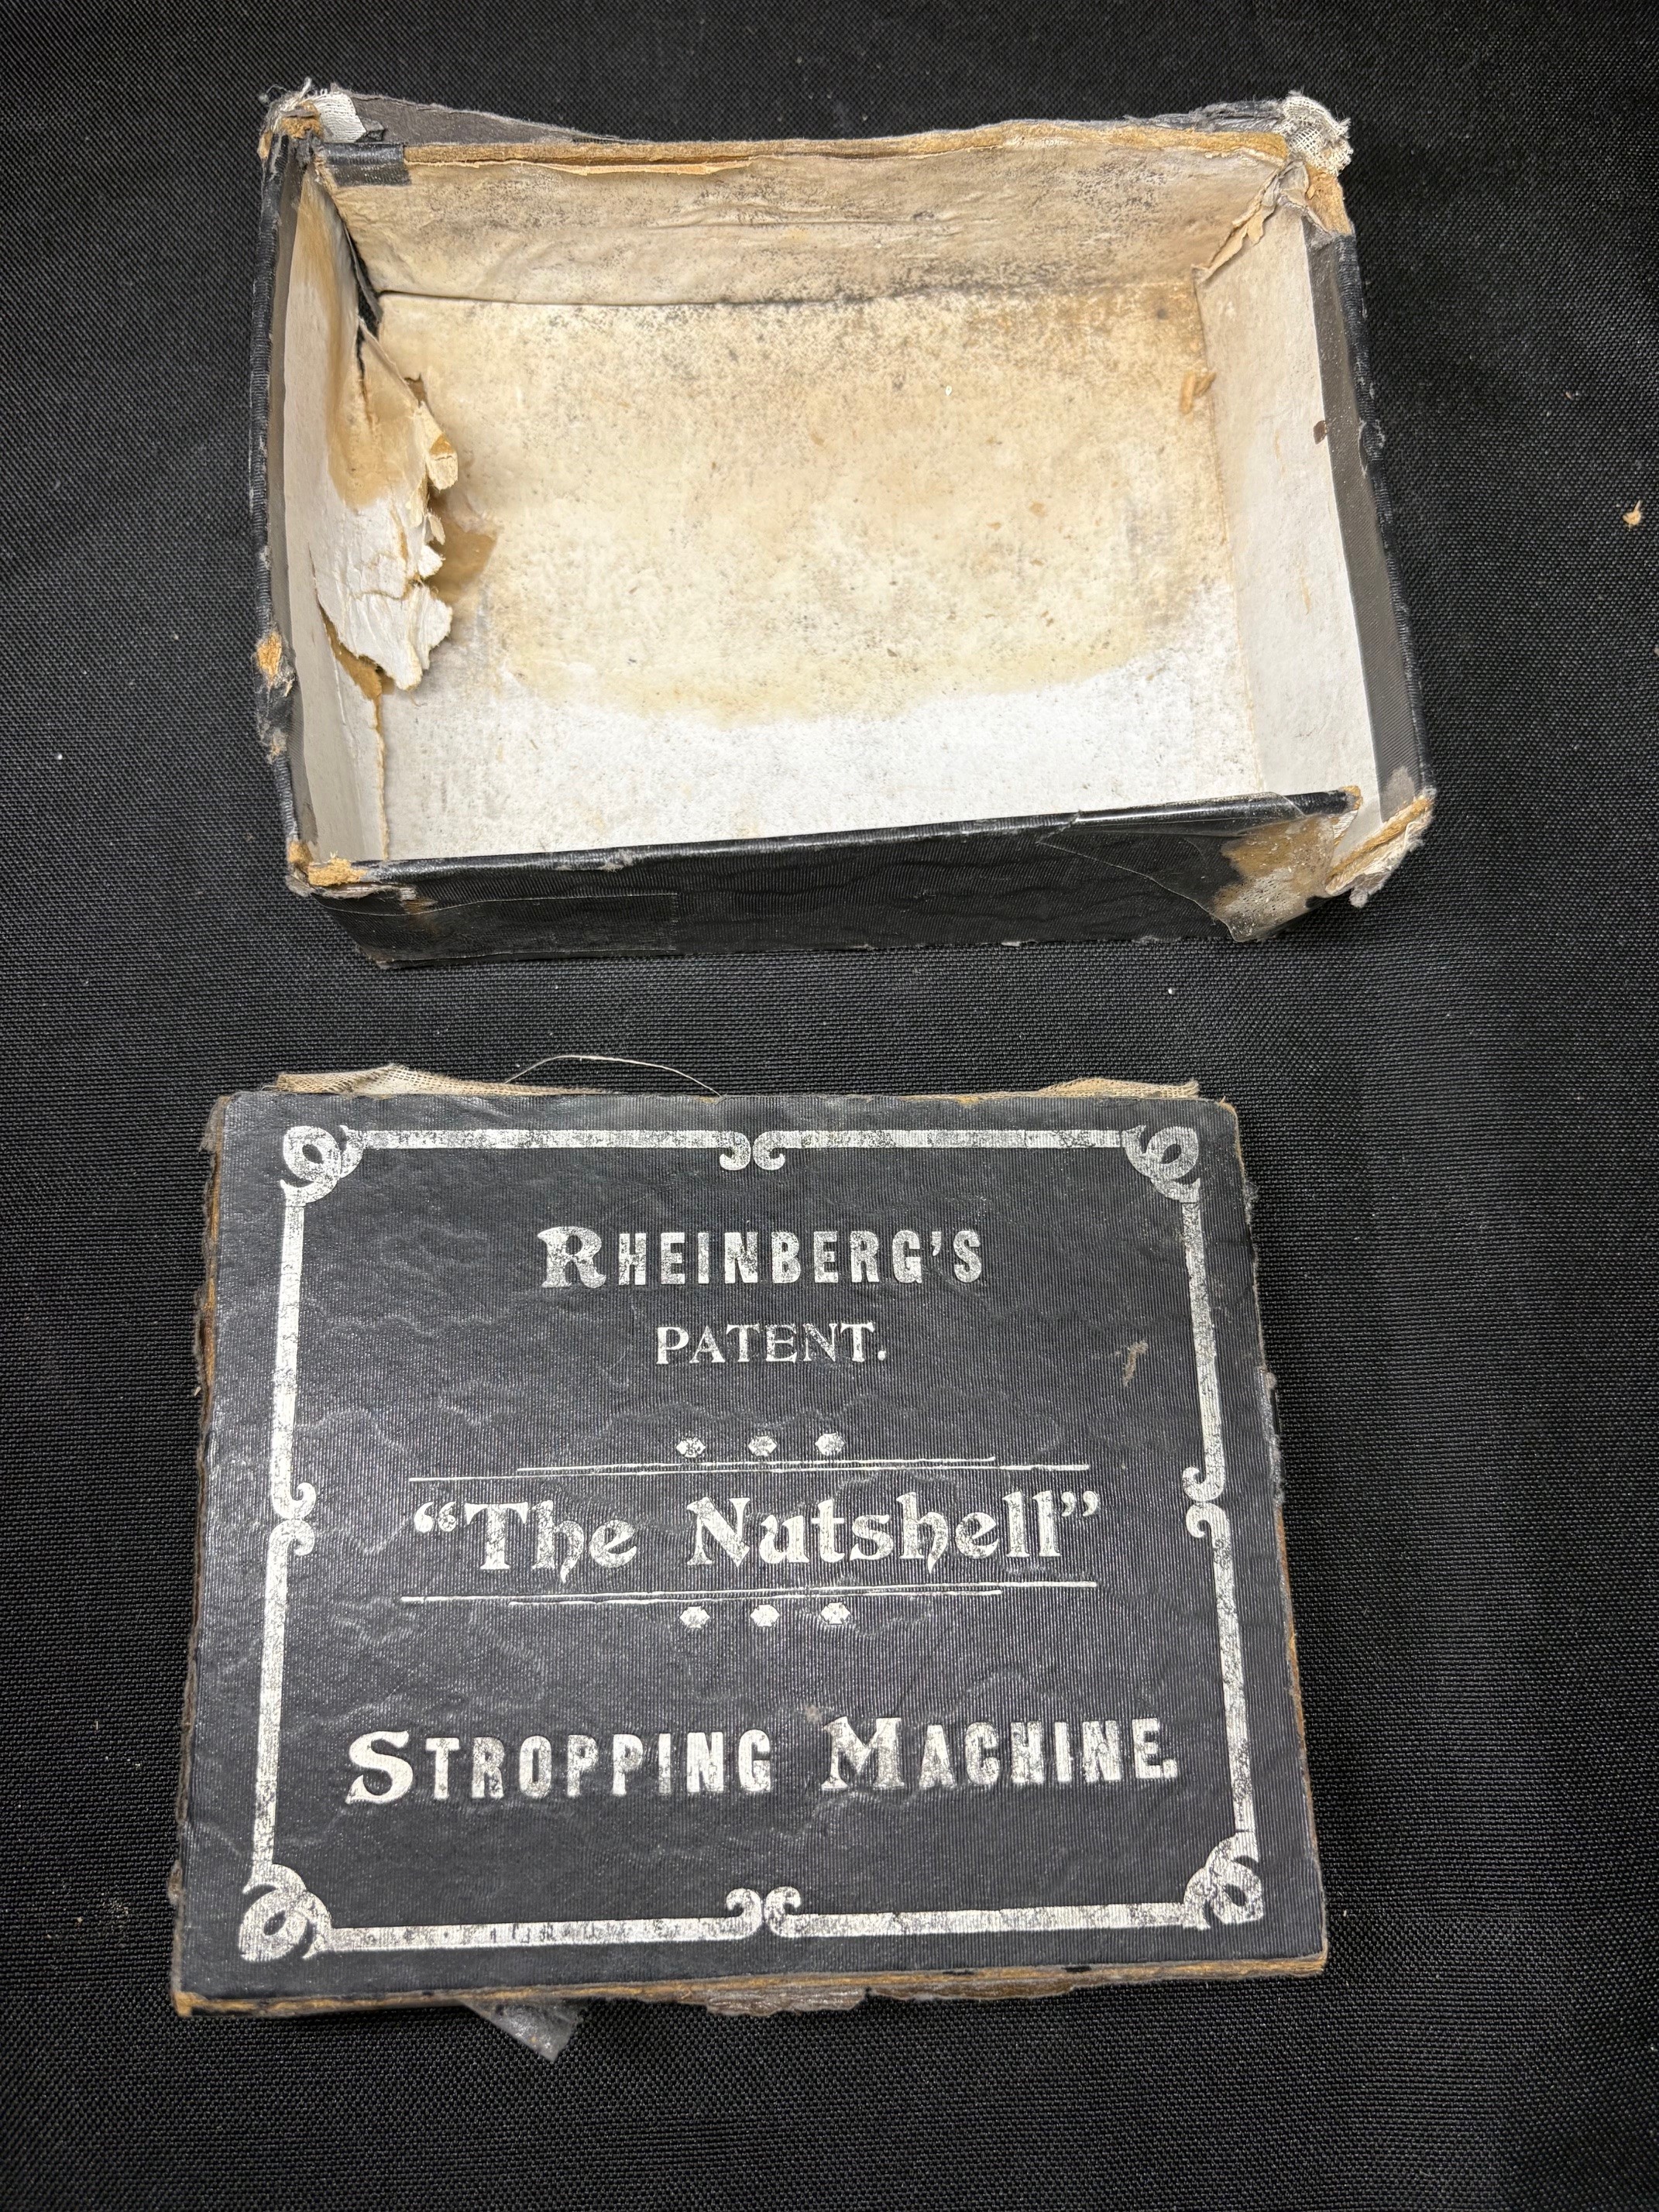 RHEINBERG'S
PATENT.
“The Nutshell”
STROPPING MACHINE.